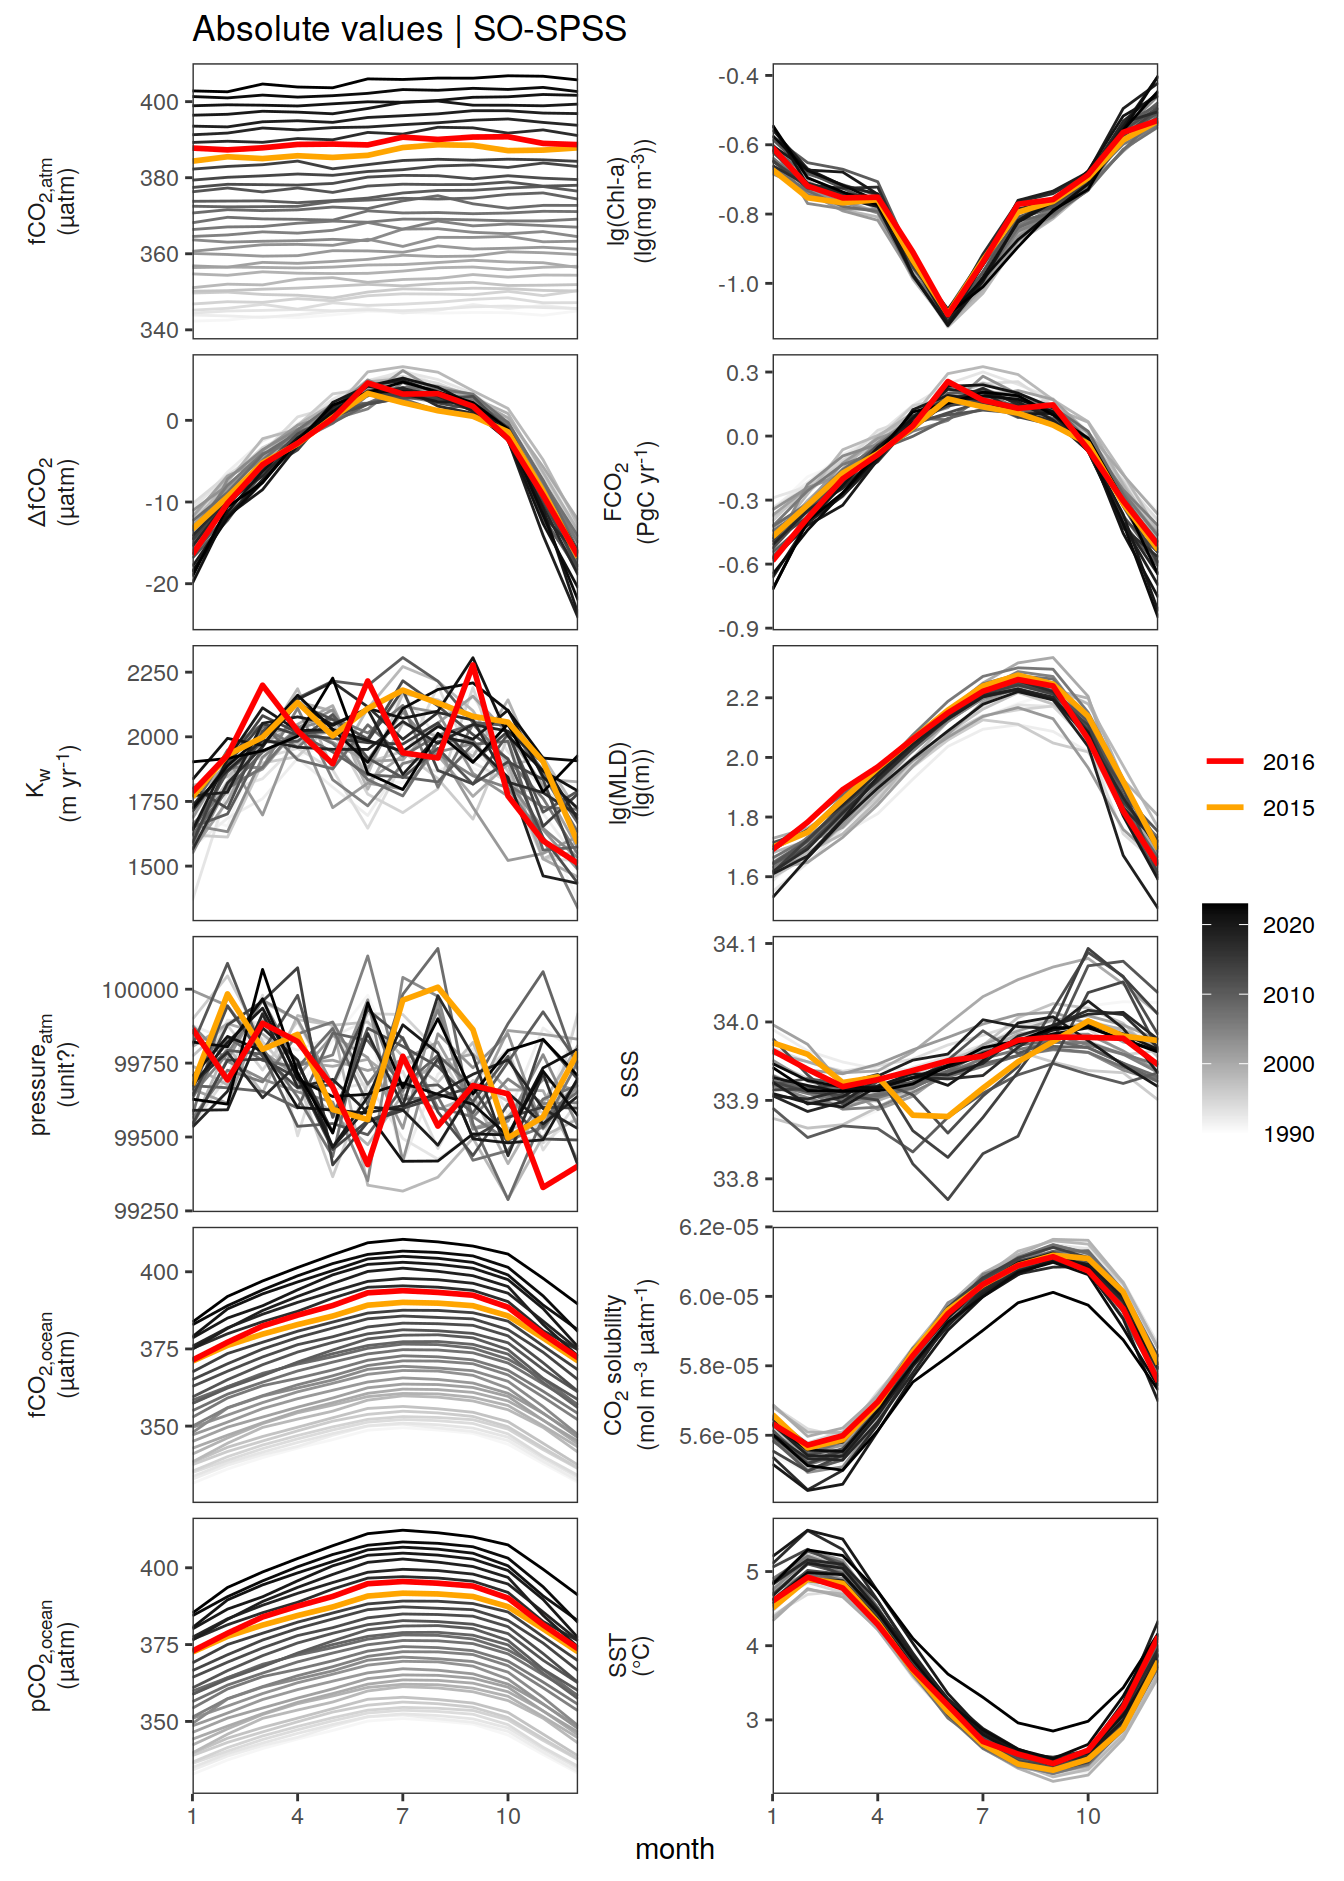 Absolute values | SO-SPSS
fCO2,atm
(µatm)
400
380
360
340
lg(Chl-a)
(lg(mg m-3))
-0.4
-0.6
-0.8
-1.0
ΔfCO2
(µatm)
0
-10
-20
FCO2
(PgC yr-1)
0.3
0.0
-0.3
-0.6
-0.9
Kw
(m yr-1)
2250
2000
1750
1500
lg(MLD)
(lg(m))
2.2
2.0
1.8
1.6
pressureatm
(unit?)
100000
99750
99500
99250
SSS
34.1
34.0
33.9
33.8
fCO2,ocean
(µatm)
400
375
350
CO2 solubility
(mol m-3 µatm-1)
6.2e-05
6.0e-05
5.8e-05
5.6e-05
pCO2,ocean
(µatm)
400
375
350
SST
(°C)
5
4
3
1 4 7 10
1 4 7 10
month
2016
2015
2020
2010
2000
1990